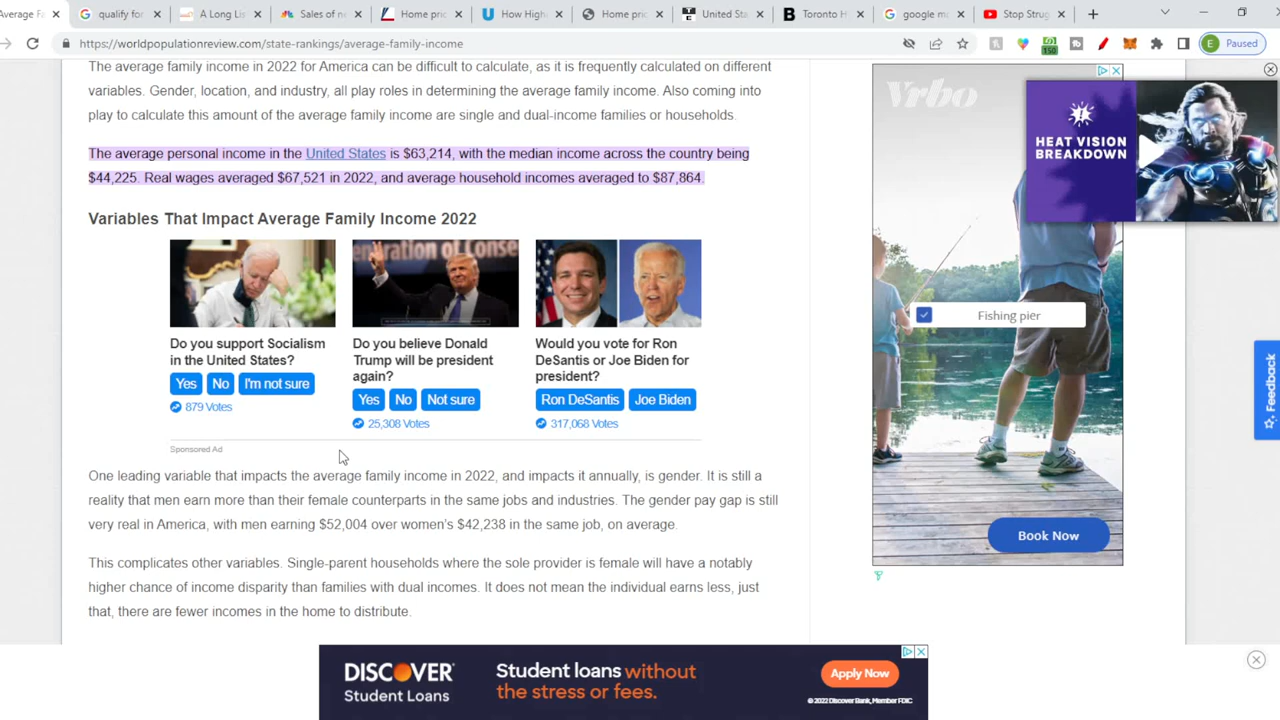 Average Fa
qualify for
A Long Lis
Sales of ne
Home pric
How High
Home pric
United Sta
Toronto H
google mo
Stop Strug
https://worldpopulationreview.com/state-rankings/average-family-income
150
E Paused
The average family income in 2022 for America can be difficult to calculate, as it is frequently calculated on different
variables. Gender, location, and industry, all play roles in determining the average family income. Also coming into
play to calculate this amount of the average family income are single and dual-income families or households.
The average personal income in the United States is $63,214, with the median income across the country being
$44,225. Real wages averaged $67,521 in 2022, and average household incomes averaged to $87,864.
Variables That Impact Average Family Income 2022
Do you support Socialism
in the United States?
Yes No I'm not sure
879 Votes
Do you believe Donald
Trump will be president
again?
Yes No Not sure
25,308 Votes
Would you vote for Ron
DeSantis or Joe Biden for
president?
Ron DeSantis Joe Biden
317,068 Votes
Sponsored Ad
One leading variable that impacts the average family income in 2022, and impacts it annually, is gender. It is still a
reality that men earn more than their female counterparts in the same jobs and industries. The gender pay gap is still
very real in America, with men earning $52,004 over women's $42,238 in the same job, on average.
This complicates other variables. Single-parent households where the sole provider is female will have a notably
higher chance of income disparity than families with dual incomes. It does not mean the individual earns less, just
that, there are fewer incomes in the home to distribute.
Vrbo
HEAT VISION
BREAKDOWN
Fishing pier
Book Now
Feedback
DISCOVER
Student Loans
Student loans without
the stress or fees.
Apply Now
© 2022 Discover Bank, Member FDIC